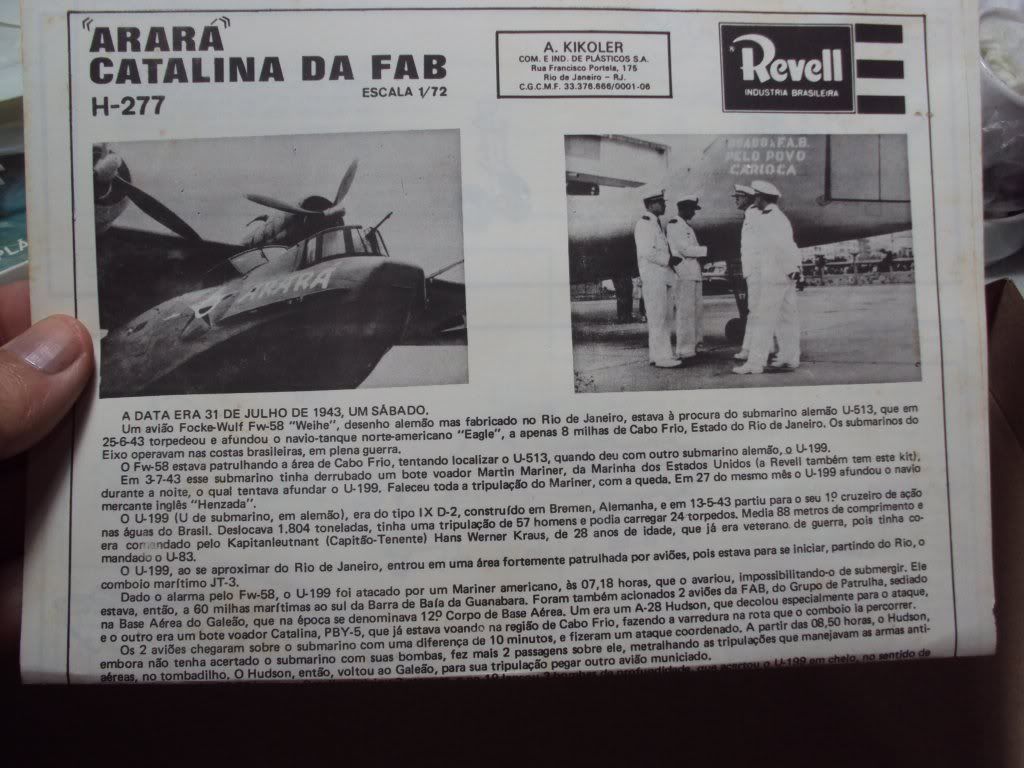 "ARARÁ"
CATALINA DA FAB
ESCALA 1/72
H-277
A. KIKOLER
COM. E IND. DE PLÁSTICOS S.A.
Rua Francisco Portela, 175
Rio de Janeiro – RJ.
C.G.C.M.F. 33.376.666/0001-06
Revell
INDUSTRIA BRASILEIRA
ARARÁ
DOADO À F.A.B.
PELO POVO
CARIOCA
A DATA ERA 31 DE JULHO DE 1943, UM SÁBADO.
Um avião Focke-Wulf Fw-58 "Weihe", desenho alemão mas fabricado no Rio de Janeiro, estava à procura do submarino alemão U-513, que em
25-6-43 torpedeou e afundou o navio-tanque norte-americano "Eagle", a apenas 8 milhas de Cabo Frio, Estado do Rio de Janeiro. Os submarinos do
Eixo operavam nas costas brasileiras, em plena guerra.
O Fw-58 estava patrulhando a área de Cabo Frio, tentando localizar o U-513, quando deu com outro submarino alemão, o U-199.
Em 3-7-43 esse submarino tinha derrubado um bote voador Martin Mariner, da Marinha dos Estados Unidos (a Revell também tem este kit),
durante a noite, o qual tentava afundar o U-199. Faleceu toda a tripulação do Mariner, com a queda. Em 27 do mesmo mês o U-199 afundou o navio
mercante inglês "Henzada".
O U-199 (U de submarino, em alemão), era do tipo IX D-2, construído em Bremen, Alemanha, e em 13-5-43 partiu para o seu 1º cruzeiro de ação
nas águas do Brasil. Deslocava 1.804 toneladas, tinha uma tripulação de 57 homens e podia carregar 24 torpedos. Media 88 metros de comprimento e
era comandado pelo Kapitanleutnant (Capitão-Tenente) Hans Werner Kraus, de 28 anos de idade, que já era veterano de guerra, pois tinha co-
mandado o U-83.
O U-199, ao se aproximar do Rio de Janeiro, entrou em uma área fortemente patrulhada por aviões, pois estava para se iniciar, partindo do Rio, o
comboio marítimo JT-3.
Dado o alarma pelo Fw-58, o U-199 foi atacado por um Mariner americano, às 07,18 horas, que o avariou, impossibilitando-o de submergir. Ele
estava, então, a 60 milhas marítimas ao sul da Barra de Baía da Guanabara. Foram também acionados 2 aviões da FAB, do Grupo de Patrulha, sediado
na Base Aérea do Galeão, que na época se denominava 12º Corpo de Base Aérea. Um era um A-28 Hudson, que decolou especialmente para o ataque,
e o outro era um bote voador Catalina, PBY-5, que já estava voando na região de Cabo Frio, fazendo a varredura na rota que o comboio ia percorrer.
Os 2 aviões chegaram sobre o submarino com uma diferença de 10 minutos, e fizeram um ataque coordenado. A partir das 08,50 horas, o Hudson,
embora não tenha acertado o submarino com suas bombas, fez mais 2 passagens sobre ele, metralhando as tripulações que manejavam as armas anti-
aéreas, no tombadilho. O Hudson, então, voltou ao Galeão, para sua tripulação pegar outro avião municiado.
bombas de profundidade, que acertou o U-199 em cheio, no sentido de